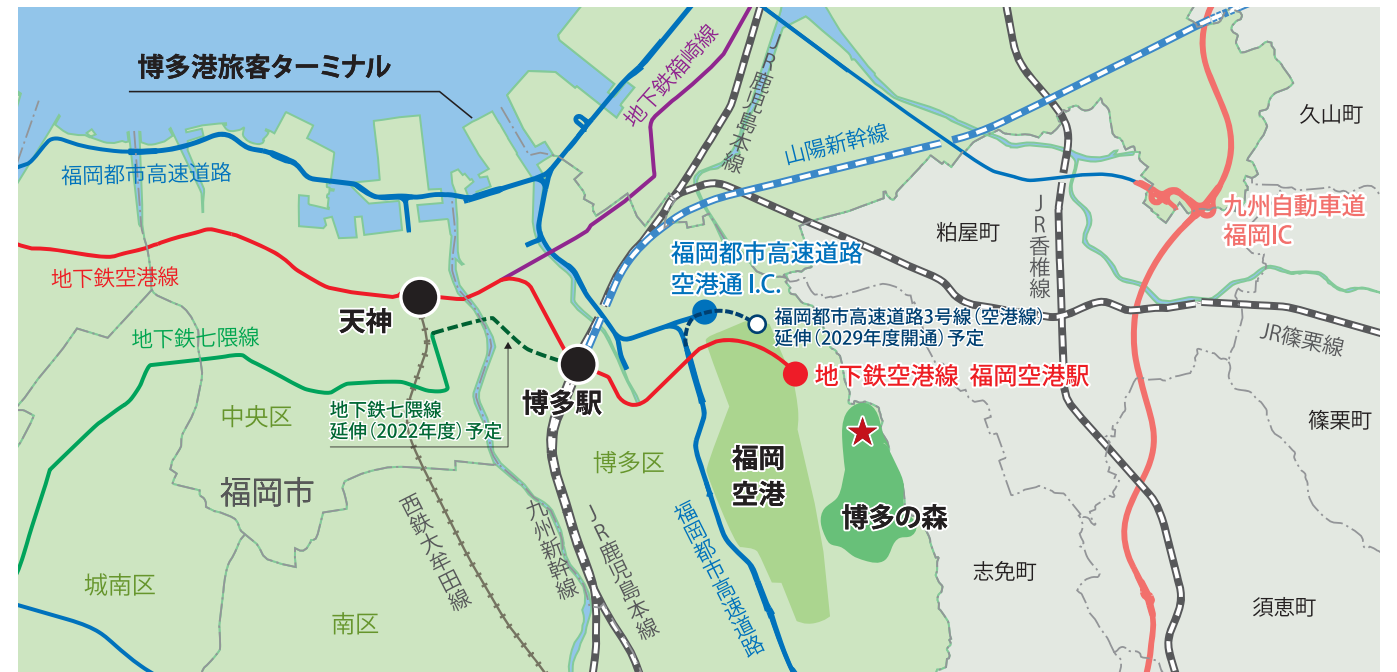 博多港旅客ターミナル
地下鉄箱崎線
JR鹿児島本線
山陽新幹線
久山町
福岡都市高速道路
九州自動車道
福岡IC
粕屋町
JR香椎線
地下鉄空港線
福岡都市高速道路
空港通I.C.
天神
福岡都市高速道路3号線（空港線）
延伸（2029年度開通）予定
地下鉄七隈線
JR篠栗線
地下鉄空港線 福岡空港駅
博多駅
地下鉄七隈線
延伸（2022年度）予定
中央区
篠栗町
博多区
福岡
空港
福岡市
博多の森
西鉄大牟田線
九州新幹線
JR鹿児島本線
福岡都市高速道路
志免町
城南区
須恵町
南区